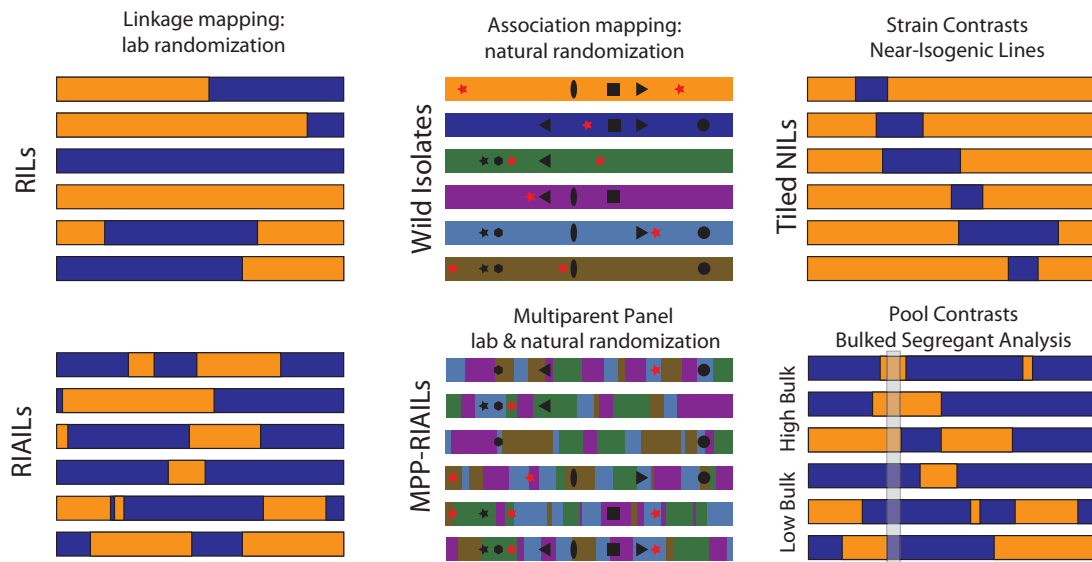 Linkage mapping:
lab randomization
RILs
Association mapping:
natural randomization
Wild Isolates
Strain Contrasts
Near-Isogenic Lines
Tiled NILs
RIAILs
Multiparent Panel
lab & natural randomization
MPP-RIAILs
Pool Contrasts
Bulked Segregant Analysis
High Bulk
Low Bulk